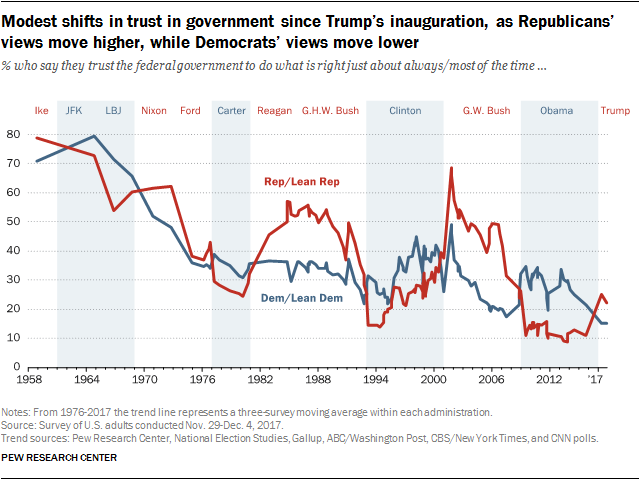 Modest shifts in trust in government since Trump's inauguration, as Republicans'
views move higher, while Democrats' views move lower
% who say they trust the federal government to do what is right just about always/most of the time ...
Ike JFK LBJ Nixon Ford Carter Reagan G.H.W. Bush Clinton G.W. Bush Obama Trump
80
70
60
50
40
30
20
10
0
Rep/Lean Rep
Dem/Lean Dem
1958 1964 1970 1976 1982 1988 1994 2000 2006 2012 '17
Notes: From 1976-2017 the trend line represents a three-survey moving average within each administration.
Source: Survey of U.S. adults conducted Nov. 29-Dec. 4, 2017.
Trend sources: Pew Research Center, National Election Studies, Gallup, ABC/Washington Post, CBS/New York Times, and CNN polls.
PEW RESEARCH CENTER